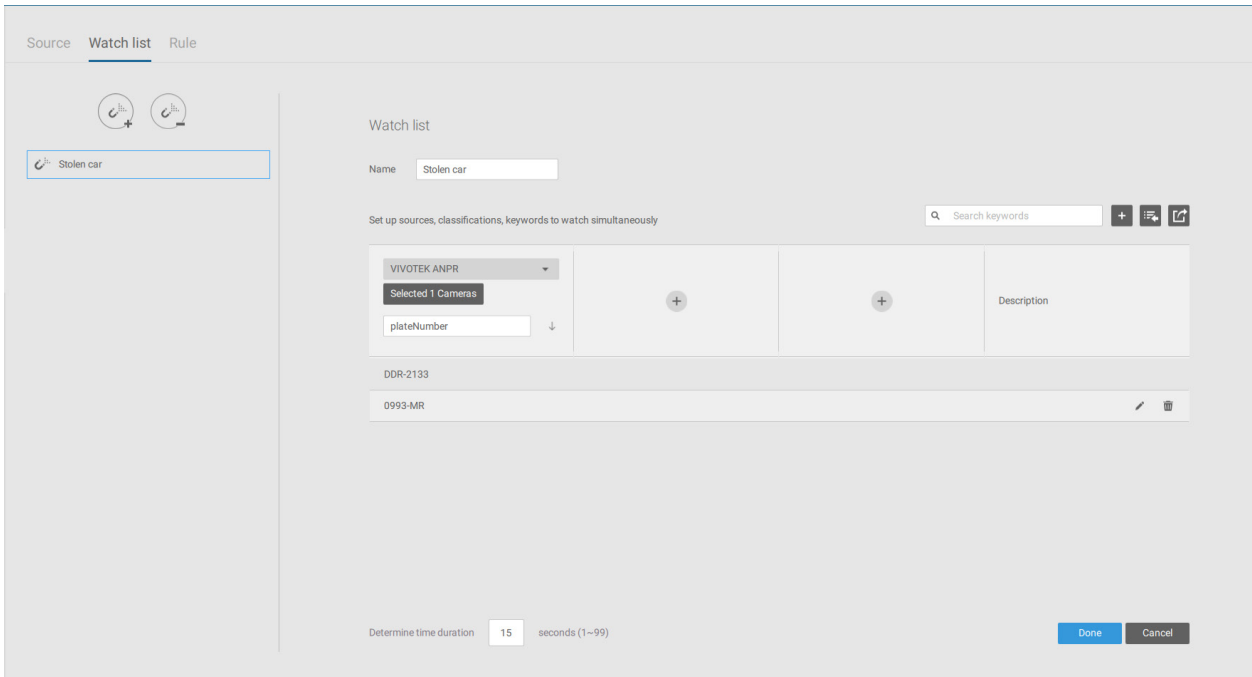 Source Watch list Rule
Stolen car
Watch list
Name Stolen car
Set up sources, classifications, keywords to watch simultaneously Search keywords
VIVOTEK ANPR
Selected 1 Cameras
plateNumber
Description
DDR-2133
0993-MR
Determine time duration 15 seconds (1~99) Done Cancel